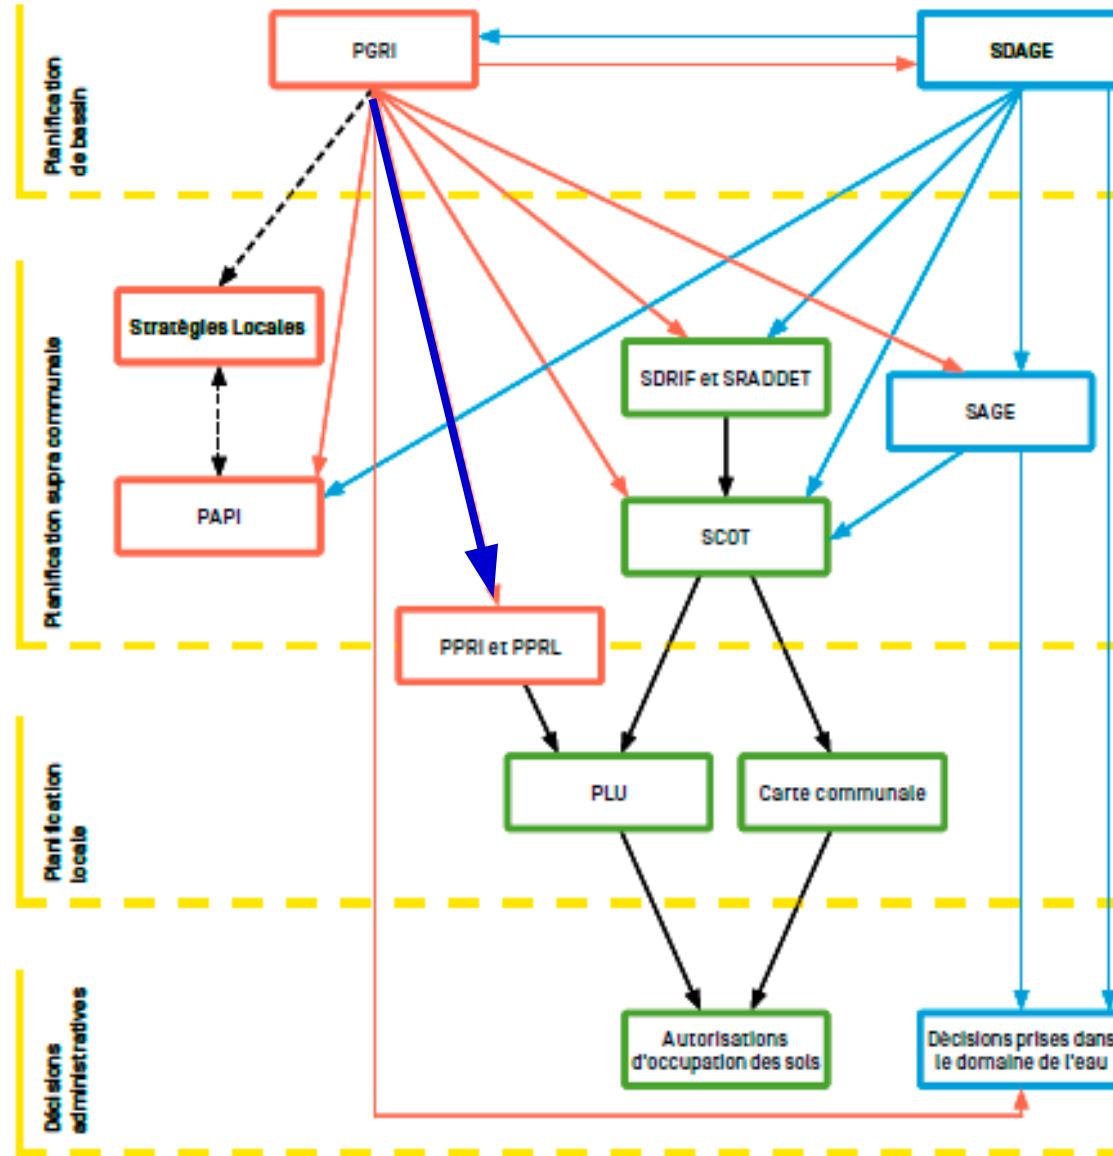 Planification
de bassin
PGRI
SDAGE
Planification supra communale
Stratégies Locales
SDRIF et SRADDET
SAGE
PAPI
SCOT
PPRI et PPRL
Planification
locale
PLU
Carte communale
Décisions
administratives
Autorisations
d'occupation des sols
Décisions prises dans
le domaine de l'eau